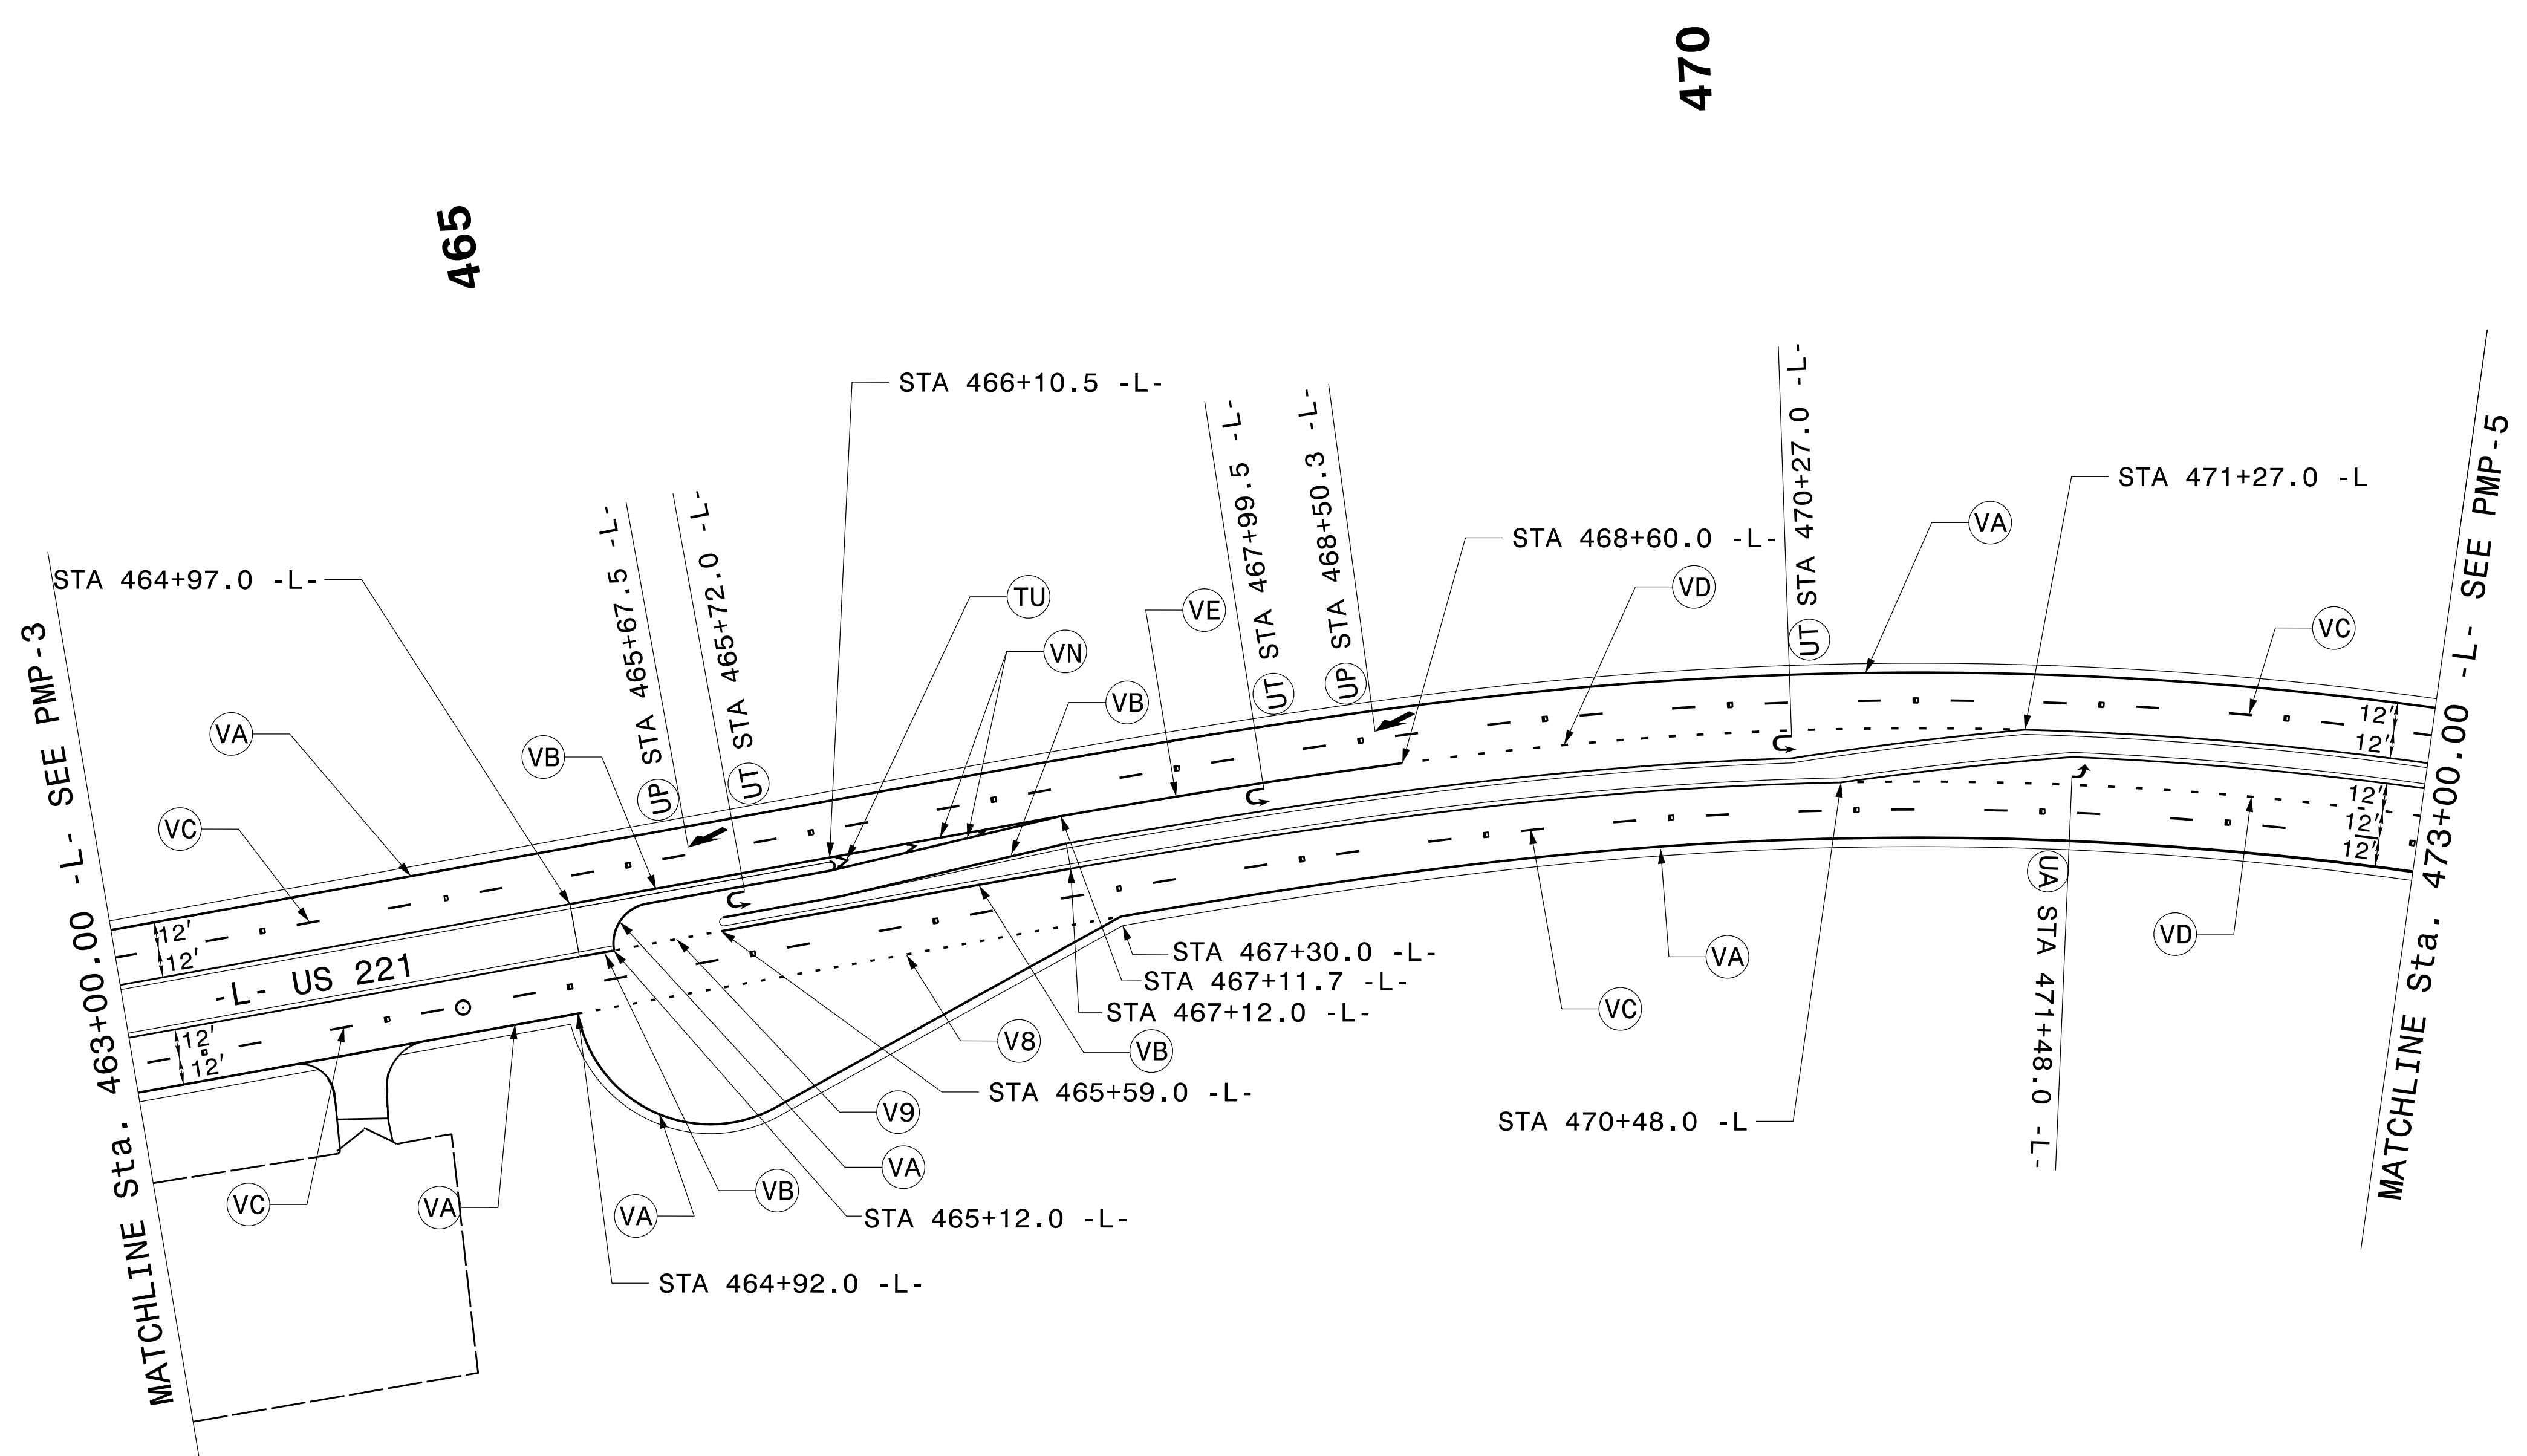 470
465
STA 466+10.5 -L-
STA 471+27.0 -L
STA 468+60.0 -L-
STA 464+97.0 -L-
UP STA 465+67.5 -L-
UT STA 465+72.0 -L-
UT STA 467+99.5 -L-
UP STA 468+50.3 -L-
UT STA 470+27.0 -L-
VA
VD
TU
VE
VC
VN
VB
VA
VB
VC
MATCHLINE Sta. 463+00.00 -L- SEE PMP-3
MATCHLINE Sta. 473+00.00 -L- SEE PMP-5
12'
12'
12'
12'
12'
12'
12'
-L- US 221
12'
12'
UA STA 471+48.0 -L-
VD
STA 467+30.0 -L-
VA
STA 467+11.7 -L-
STA 467+12.0 -L-
VC
V8
VB
STA 465+59.0 -L-
V9
STA 470+48.0 -L
VA
VB
VC
VA
VA
STA 465+12.0 -L-
STA 464+92.0 -L-